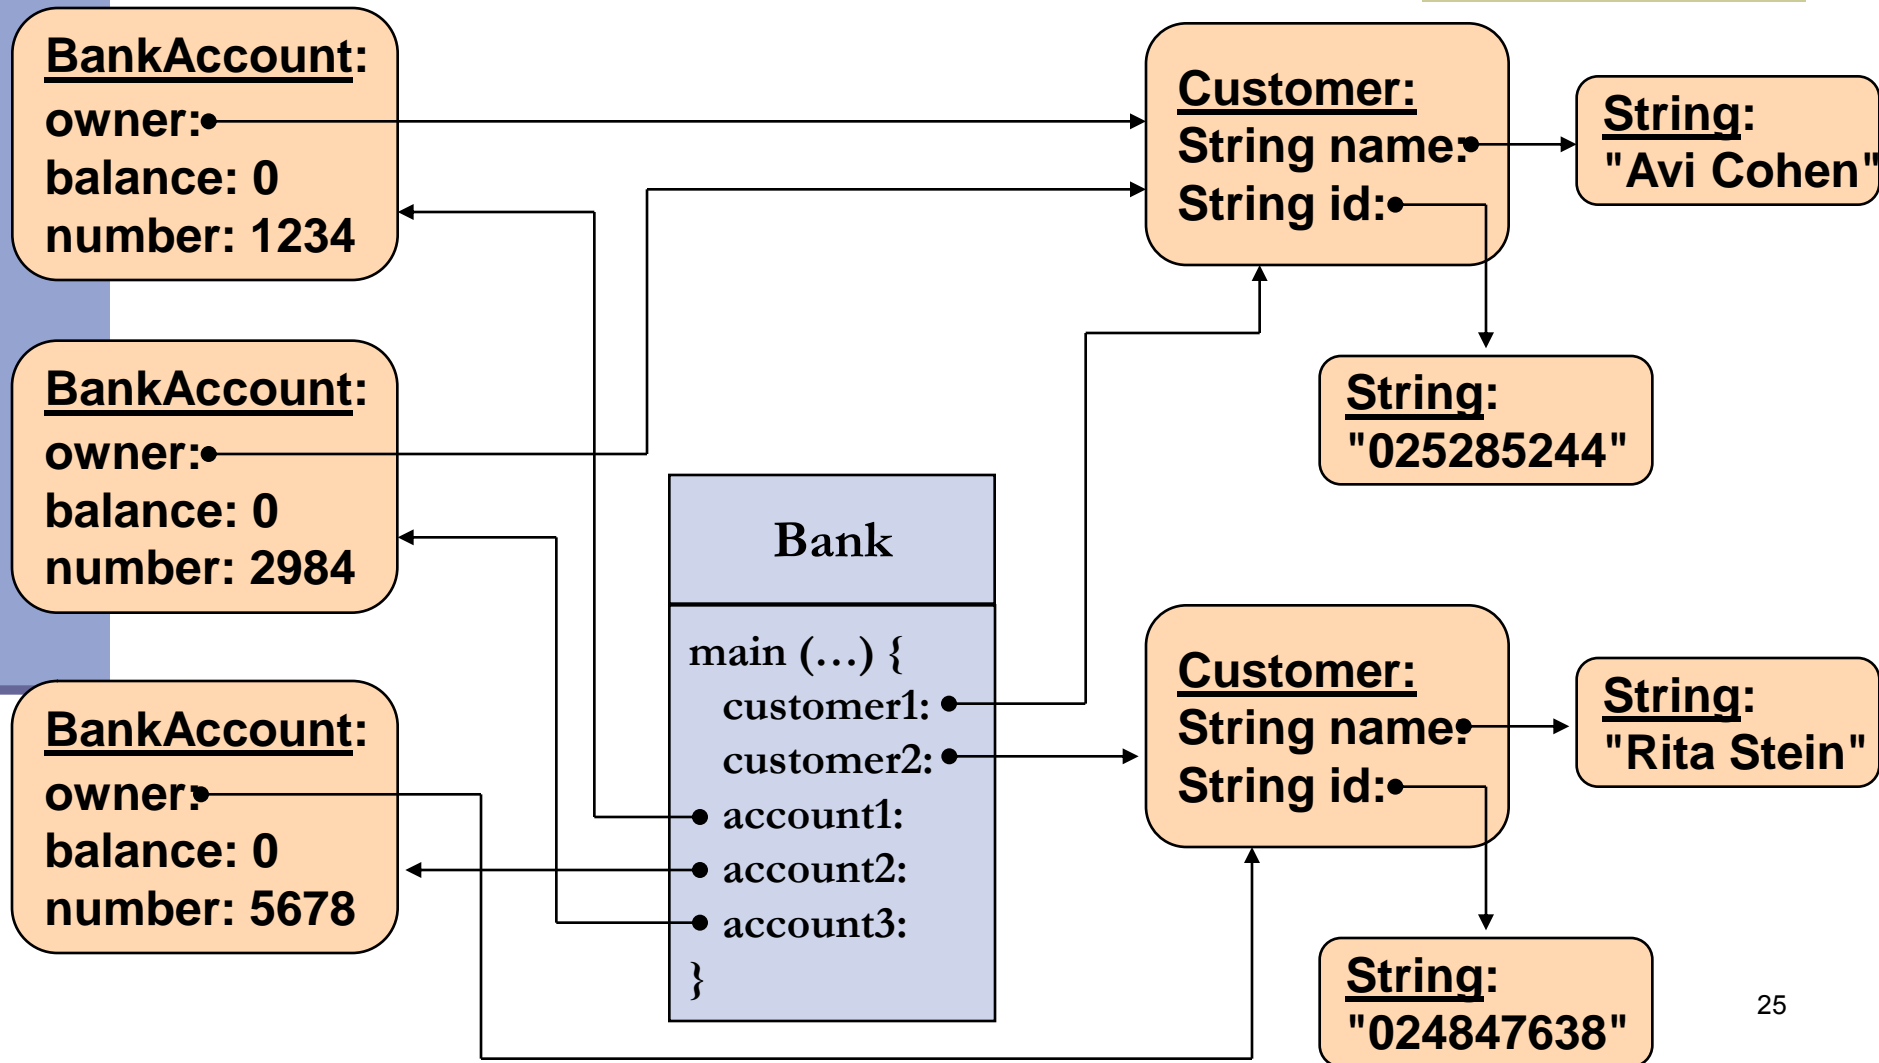 BankAccount:
owner:
balance: 0
number: 1234
Customer:
String name:
String id:
String:
"Avi Cohen"
String:
"025285244"
BankAccount:
owner:
balance: 0
number: 2984
Bank
main (…) {
customer1:
customer2:
account1:
account2:
account3:
}
BankAccount:
owner:
balance: 0
number: 5678
Customer:
String name:
String id:
String:
"Rita Stein"
String:
"024847638"
25